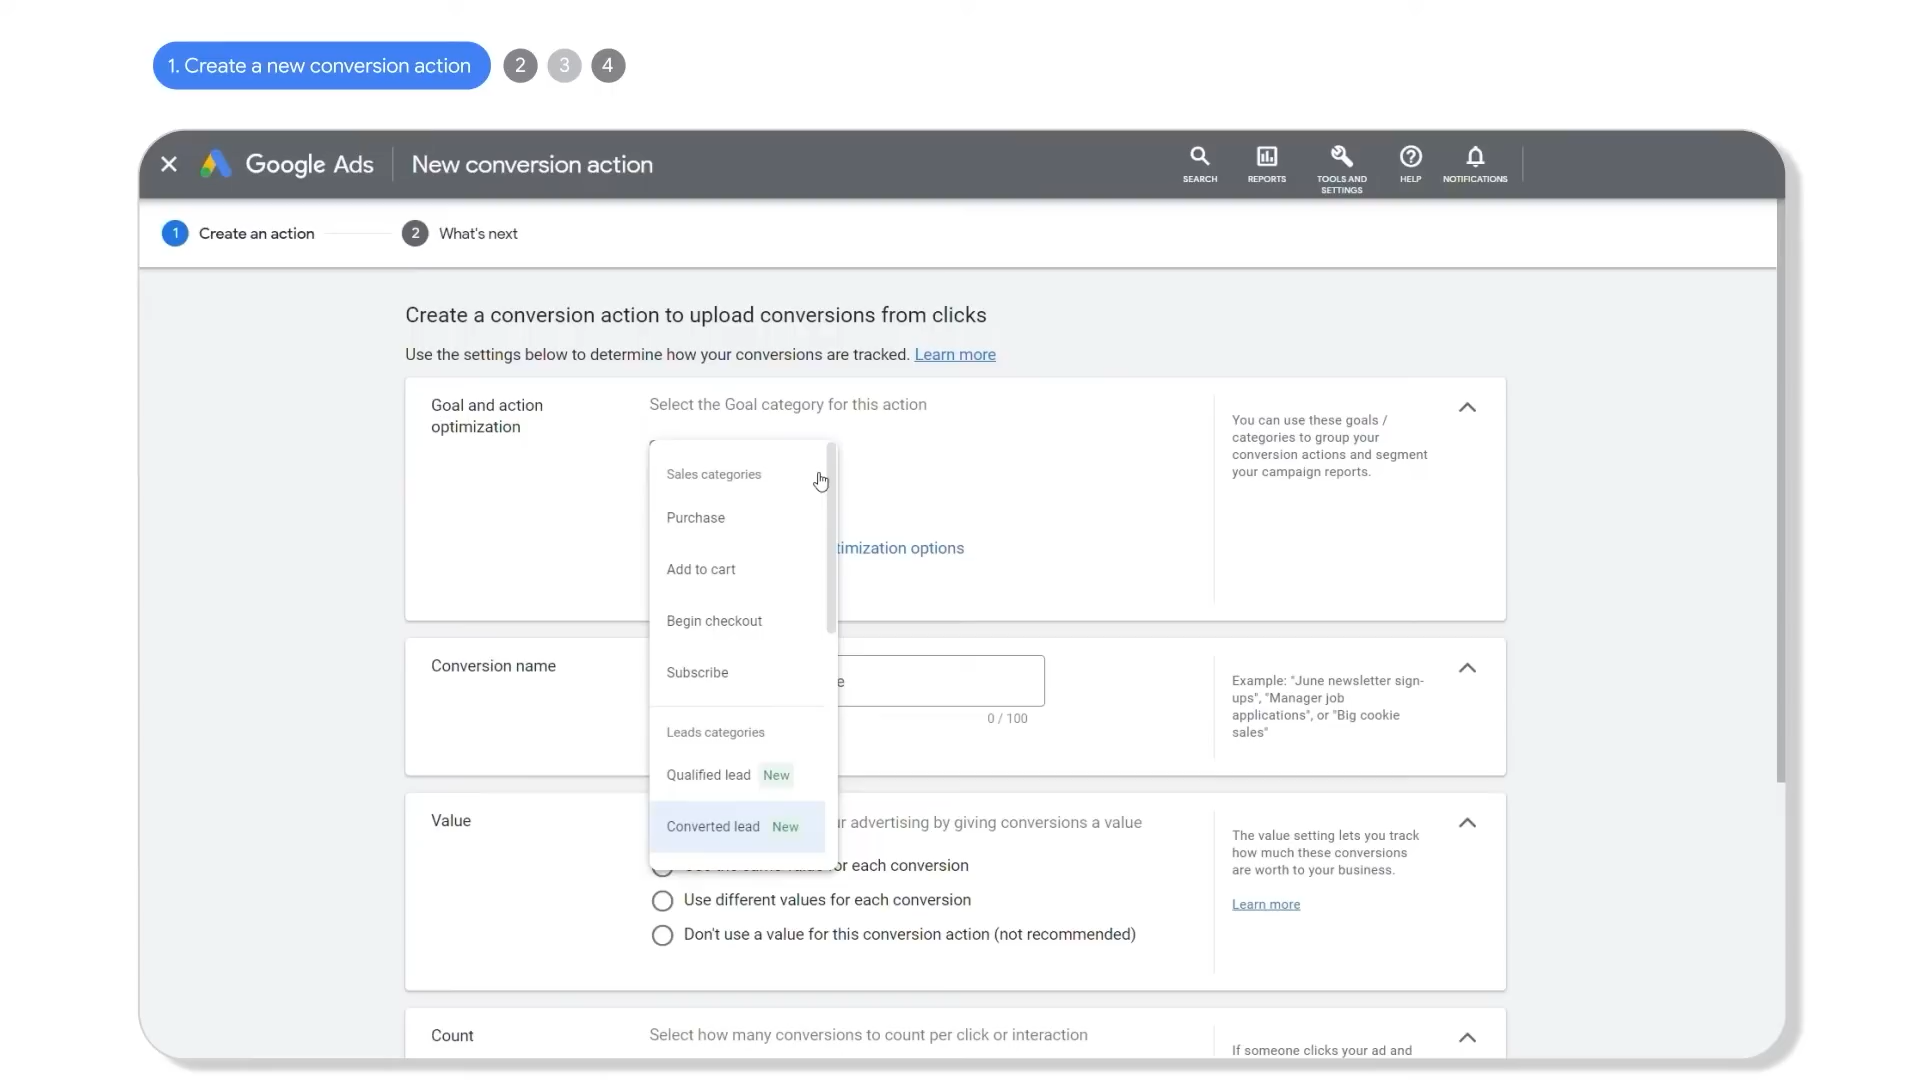 1. Create a new conversion action 2 3 4
Google Ads New conversion action
SEARCH REPORTS TOOLS AND SETTINGS HELP NOTIFICATIONS
1 Create an action 2 What's next
Create a conversion action to upload conversions from clicks
Use the settings below to determine how your conversions are tracked. Learn more
Goal and action
optimization
Select the Goal category for this action
Sales categories
Purchase
Add to cart
Begin checkout
Subscribe
Leads categories
Qualified lead New
Converted lead New
timization options
You can use these goals /
categories to group your
conversion actions and segment
your campaign reports.
Conversion name
e
0 / 100
Example: "June newsletter sign-
ups", "Manager job
applications", or "Big cookie
sales"
Value
r advertising by giving conversions a value
or each conversion
Use different values for each conversion
Don't use a value for this conversion action (not recommended)
The value setting lets you track
how much these conversions
are worth to your business.
Learn more
Count
Select how many conversions to count per click or interaction
If someone clicks your ad and